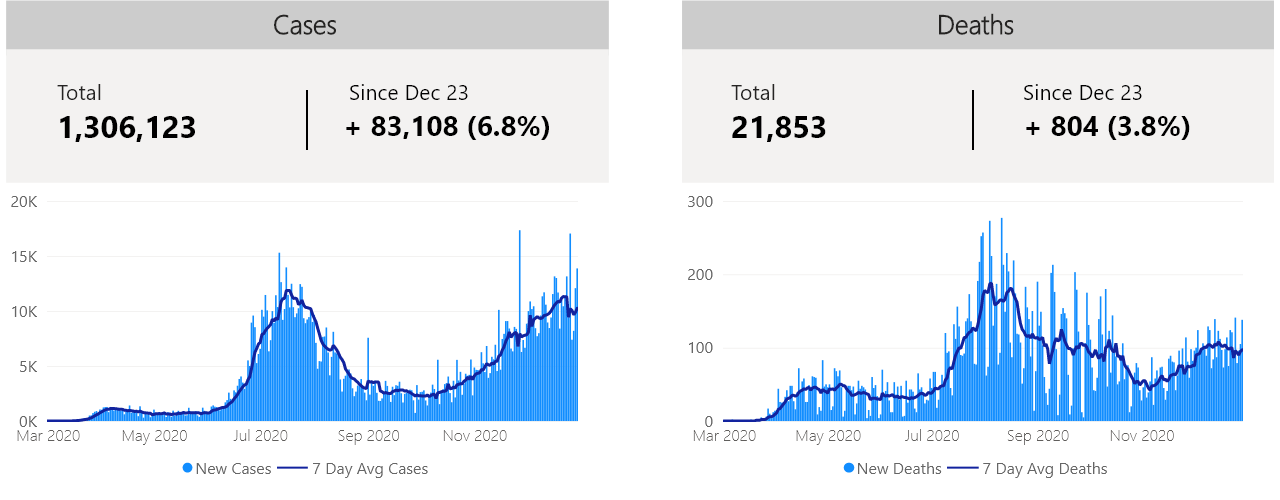 Cases
Total
Since Dec 23
1,306,123
+ 83,108 (6.8%)
20K
15K
10K
5K
0K
Mar 2020 May 2020 Jul 2020 Sep 2020 Nov 2020
New Cases 7 Day Avg Cases
Deaths
Total
Since Dec 23
21,853
+ 804 (3.8%)
300
200
100
0
Mar 2020 May 2020 Jul 2020 Sep 2020 Nov 2020
New Deaths 7 Day Avg Deaths